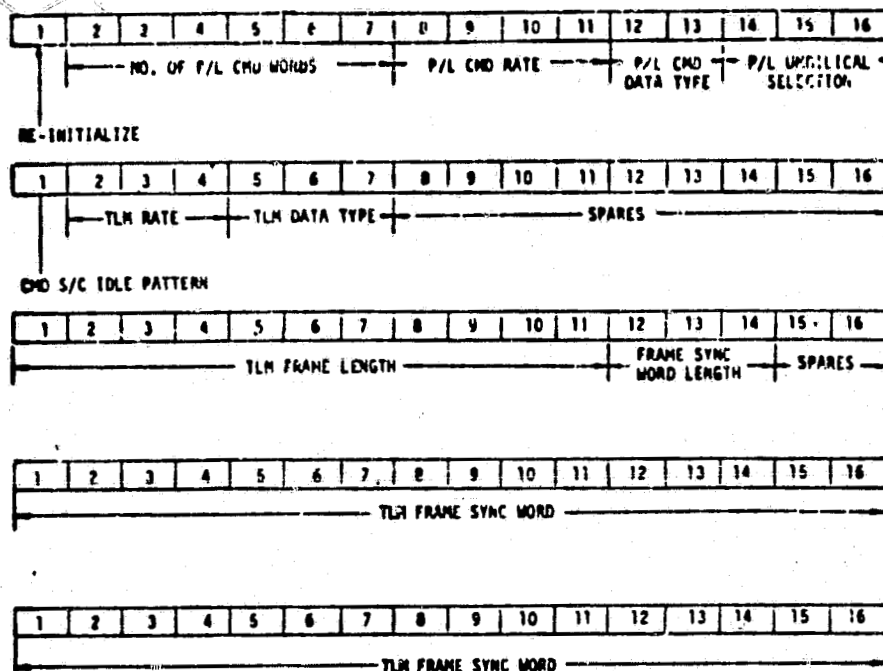 1 2 3 4 5 6 7 8 9 10 11 12 13 14 15 16
NO. OF P/L CMD WORDS P/L CMD RATE P/L CMD P/L UMBILICAL
DATA TYPE SELECTION
RE-INITIALIZE
1 2 3 4 5 6 7 8 9 10 11 12 13 14 15 16
TLM RATE TLM DATA TYPE SPARES
CMD S/C IDLE PATTERN
1 2 3 4 5 6 7 8 9 10 11 12 13 14 15 16
TLM FRAME LENGTH FRAME SYNC SPARES
WORD LENGTH
1 2 3 4 5 6 7 8 9 10 11 12 13 14 15 16
TLM FRAME SYNC WORD
1 2 3 4 5 6 7 8 9 10 11 12 13 14 15 16
TLM FRAME SYNC WORD